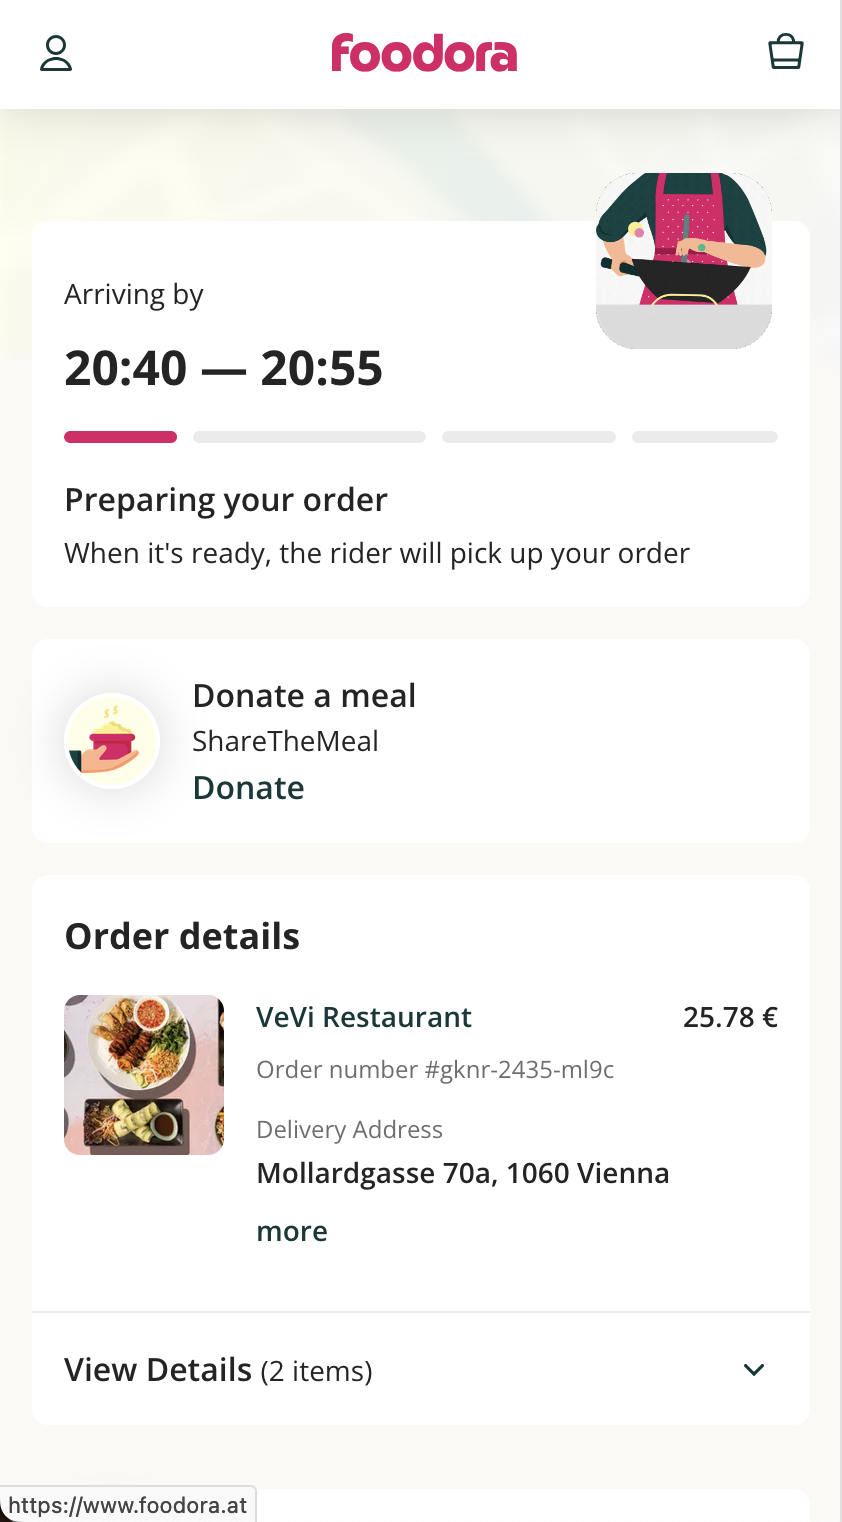 foodora
Arriving by
20:40 — 20:55
Preparing your order
When it's ready, the rider will pick up your order
Donate a meal
ShareTheMeal
Donate
Order details
VeVi Restaurant 25.78 €
Order number #gknr-2435-ml9c
Delivery Address
Mollardgasse 70a, 1060 Vienna
more
View Details (2 items)
https://www.foodora.at